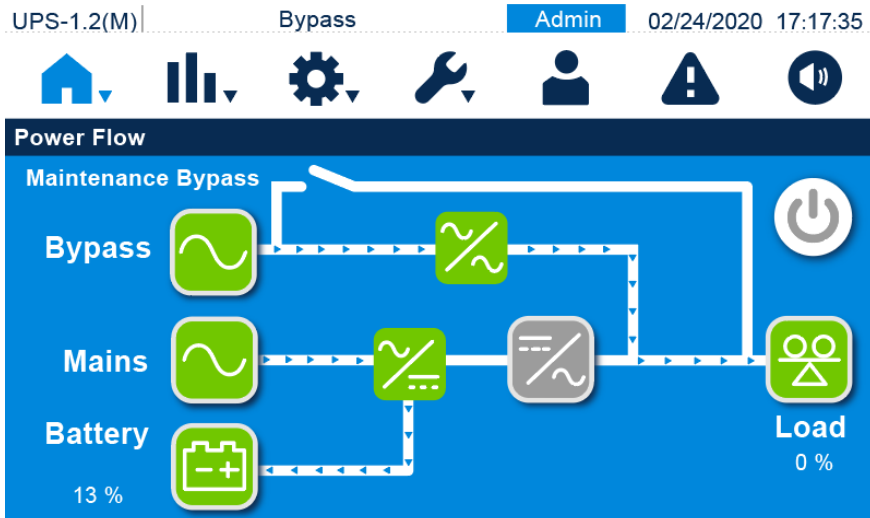 UPS-1.2(M) Bypass Admin 02/24/2020 17:17:35
Power Flow
Maintenance Bypass
Bypass
Mains
Battery
13 %
Load
0 %